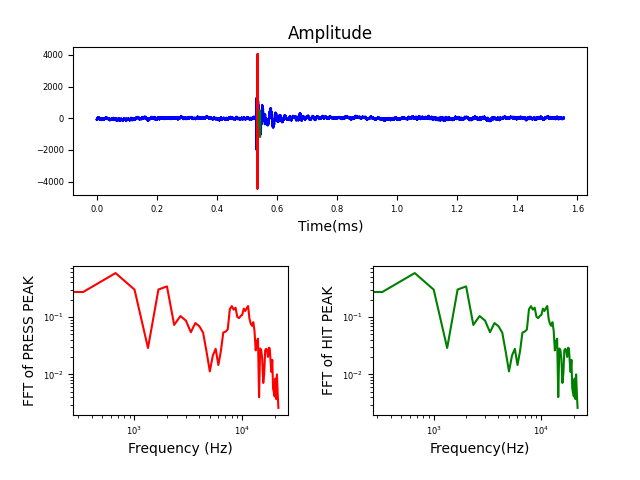 Amplitude
4000
2000
0
−2000
−4000
0.0 0.2 0.4 0.6 0.8 1.0 1.2 1.4 1.6
Time(ms)
FFT of PRESS PEAK
10⁻¹
10⁻²
10³ 10⁴
Frequency (Hz)
FFT of HIT PEAK
10⁻¹
10⁻²
10³ 10⁴
Frequency(Hz)